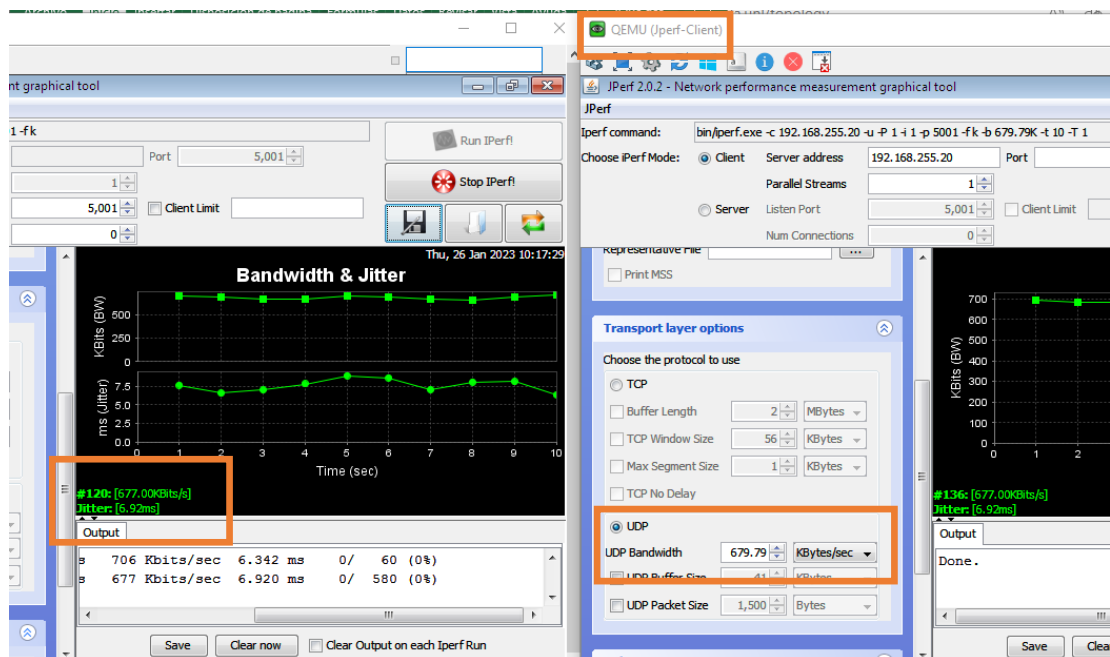 QEMU (Jperf-Client)
nt graphical tool
1 -fk
Port 5,001
1
5,001 Client Limit
0
Run IPerf!
Stop IPerf!
Thu, 26 Jan 2023 10:17:29
Bandwidth & Jitter
KBits (BW)
500
250
0
ms (Jitter)
7.5
5.0
2.5
0.0
0 1 2 3 4 5 6 7 8 9 10
Time (sec)
#120: [677.00KBits/s]
Jitter: [6.92ms]
Output
s 706 Kbits/sec 6.342 ms 0/ 60 (0%)
s 677 Kbits/sec 6.920 ms 0/ 580 (0%)
Save Clear now Clear Output on each Iperf Run
JPerf 2.0.2 - Network performance measurement graphical tool
JPerf
Iperf command: bin/iperf.exe -c 192.168.255.20 -u -P 1 -i 1 -p 5001 -f k -b 679.79K -t 10 -T 1
Choose iPerf Mode: Client Server address 192.168.255.20 Port
Parallel Streams 1
Server Listen Port 5,001 Client Limit
Num Connections 0
Representative File ...
Print MSS
Transport layer options
Choose the protocol to use
TCP
Buffer Length 2 MBytes
TCP Window Size 56 KBytes
Max Segment Size 1 KBytes
TCP No Delay
UDP
UDP Bandwidth 679.79 KBytes/sec
UDP Buffer Size 41 KBytes
UDP Packet Size 1,500 Bytes
KBits (BW)
700
600
500
400
300
200
100
0
0 1 2
#136: [677.00KBits/s]
Jitter: [6.92ms]
Output
Done.
Save Clea